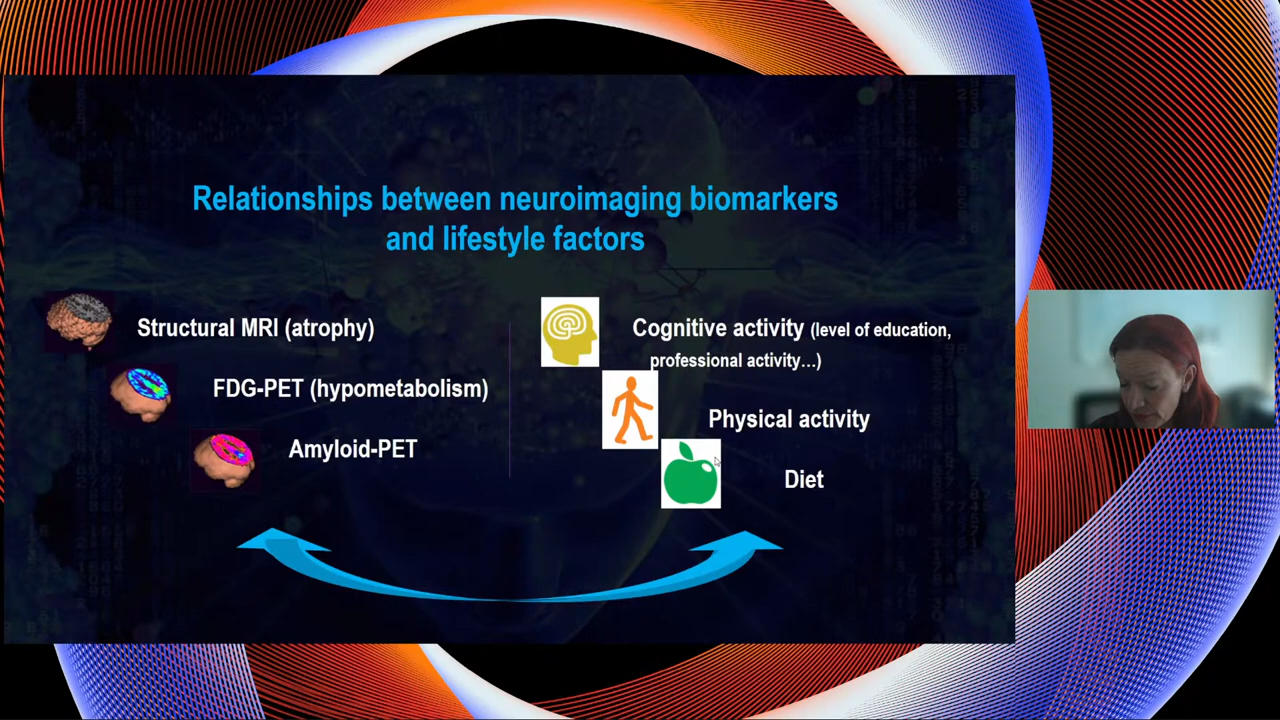 Relationships between neuroimaging biomarkers
and lifestyle factors
Structural MRI (atrophy)
FDG-PET (hypometabolism)
Amyloid-PET
Cognitive activity (level of education,
professional activity...)
Physical activity
Diet